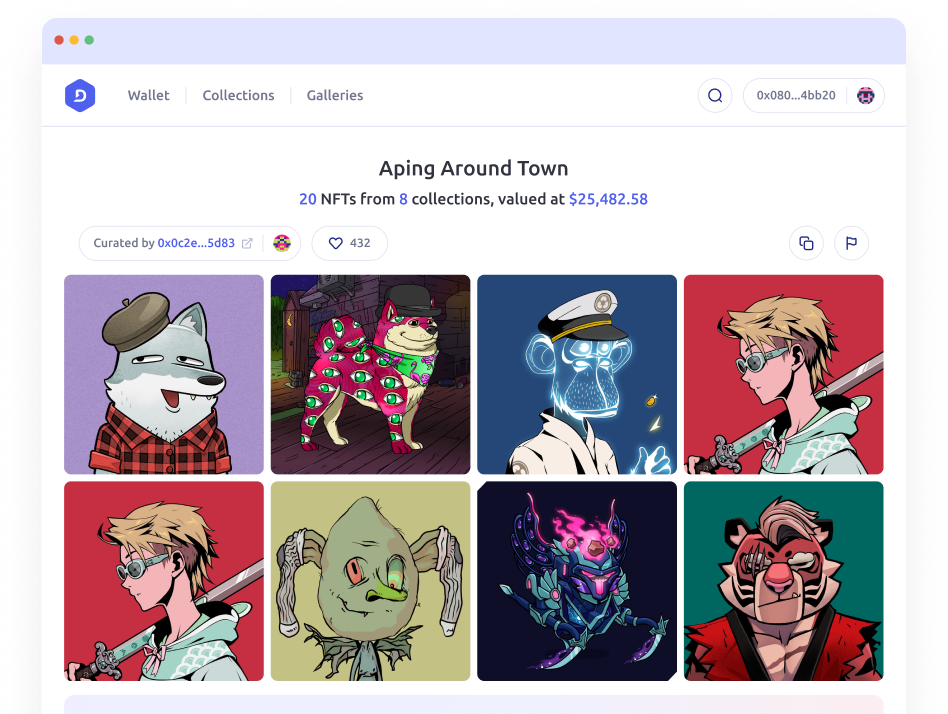 Wallet
Collections
Galleries
0x080...4bb20
Aping Around Town
20 NFTs from 8 collections, valued at $25,482.58
Curated by 0x0c2e...5d83
432